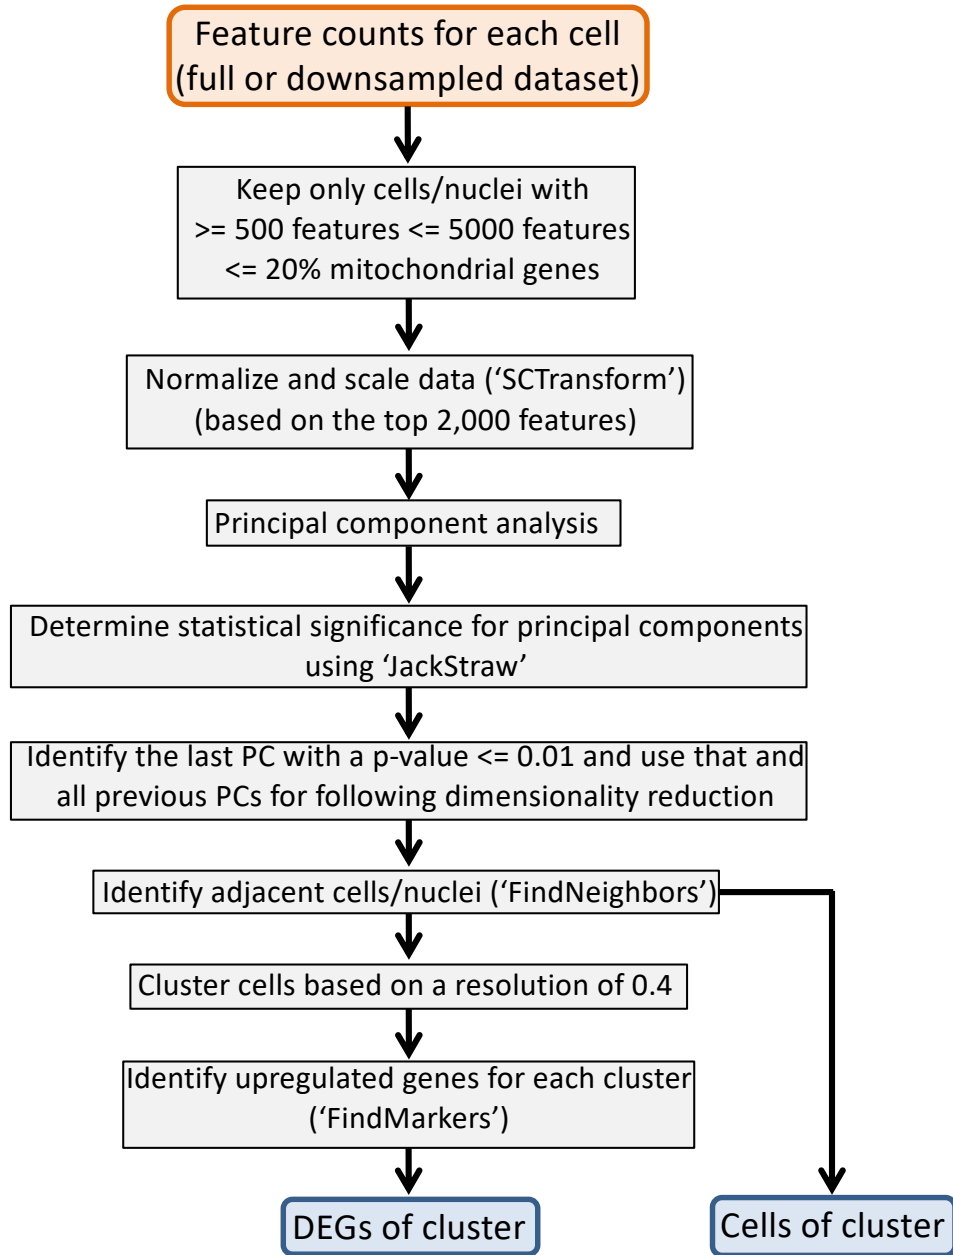 Feature counts for each cell
(full or downsampled dataset)
Keep only cells/nuclei with
>= 500 features <= 5000 features
<= 20% mitochondrial genes
Normalize and scale data (‘SCTransform’)
(based on the top 2,000 features)
Principal component analysis
Determine statistical significance for principal components
using ‘JackStraw’
Identify the last PC with a p-value <= 0.01 and use that and
all previous PCs for following dimensionality reduction
Identify adjacent cells/nuclei (‘FindNeighbors’)
Cluster cells based on a resolution of 0.4
Identify upregulated genes for each cluster
(‘FindMarkers’)
DEGs of cluster
Cells of cluster